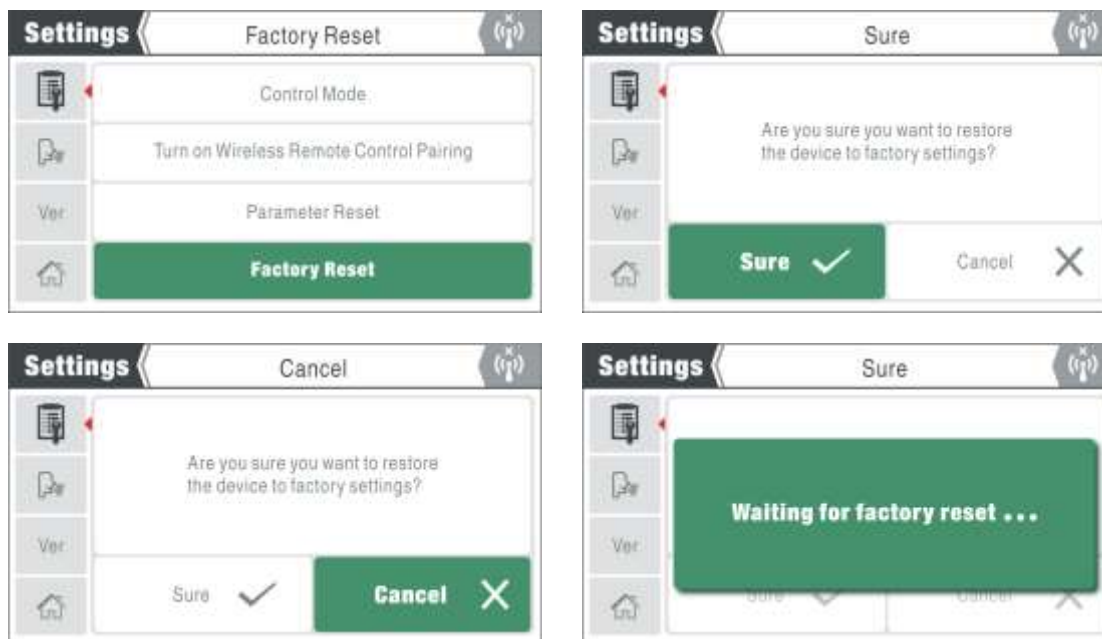 Settings
Factory Reset
Control Mode
Turn on Wireless Remote Control Pairing
Ver
Parameter Reset
Factory Reset
Settings
Sure
Are you sure you want to restore
the device to factory settings?
Ver
Sure
Cancel
Settings
Cancel
Are you sure you want to restore
the device to factory settings?
Ver
Sure
Cancel
Settings
Sure
Waiting for factory reset ...
Ver
Sure
Cancel